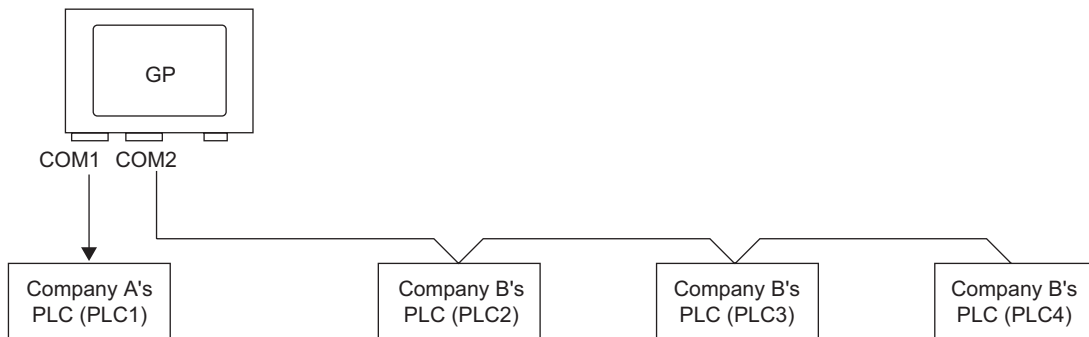 GP
COM1 COM2
Company A's
PLC (PLC1)
Company B's
PLC (PLC2)
Company B's
PLC (PLC3)
Company B's
PLC (PLC4)